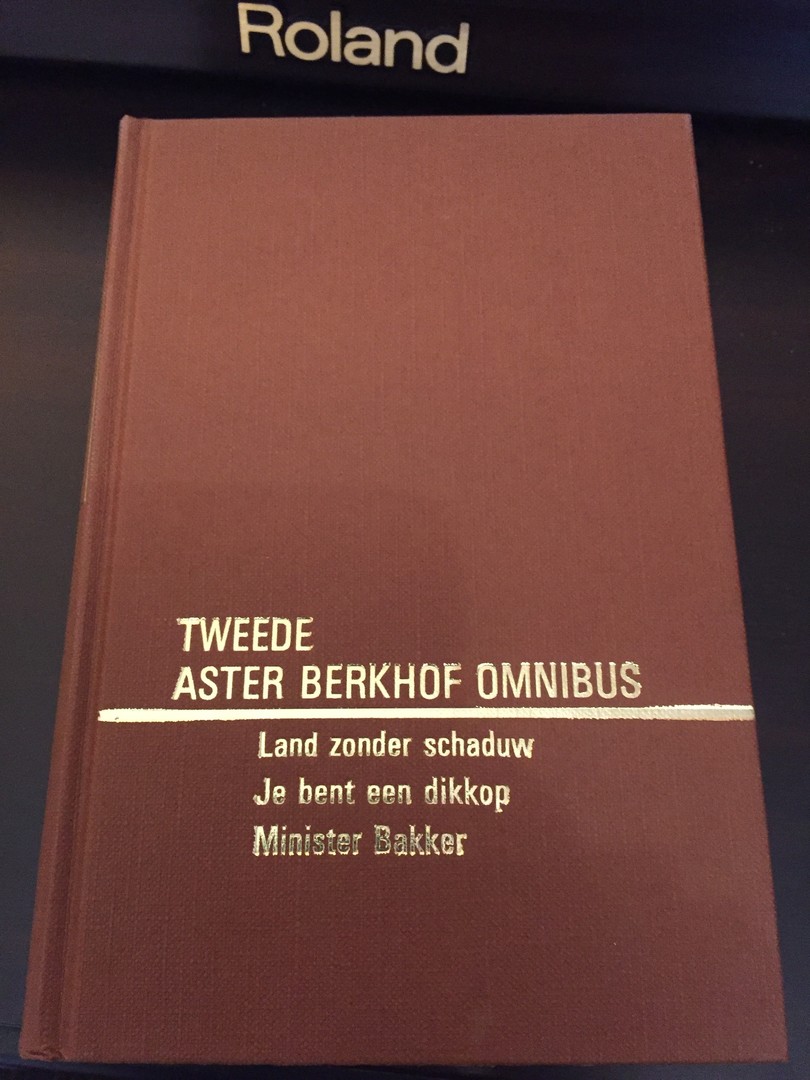 Roland
TWEEDE
ASTER BERKHOF OMNIBUS
Land zonder schaduw
Je bent een dikkop
Minister Bakker